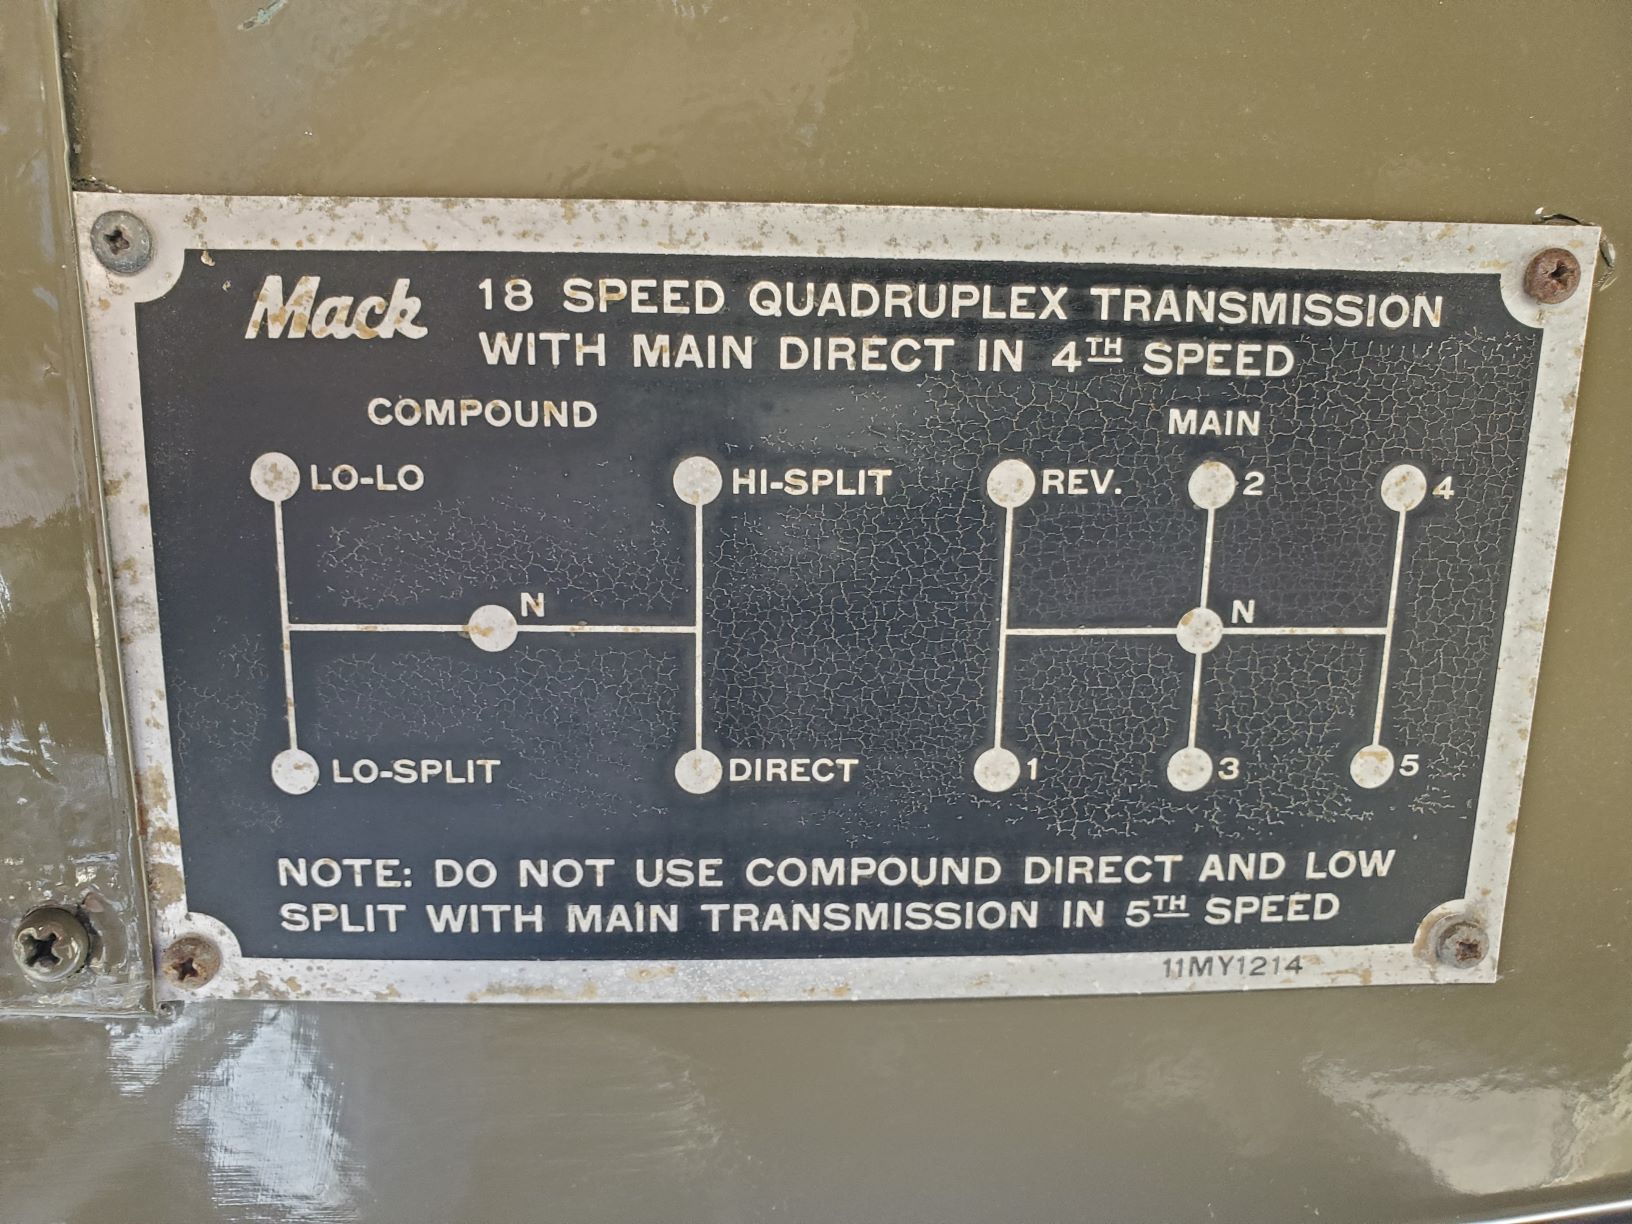 Mack 18 SPEED QUADRUPLEX TRANSMISSION
WITH MAIN DIRECT IN 4TH SPEED
COMPOUND MAIN
LO-LO HI-SPLIT REV. 2 4
N N
LO-SPLIT DIRECT 1 3 5
NOTE: DO NOT USE COMPOUND DIRECT AND LOW
SPLIT WITH MAIN TRANSMISSION IN 5TH SPEED
11MY1214